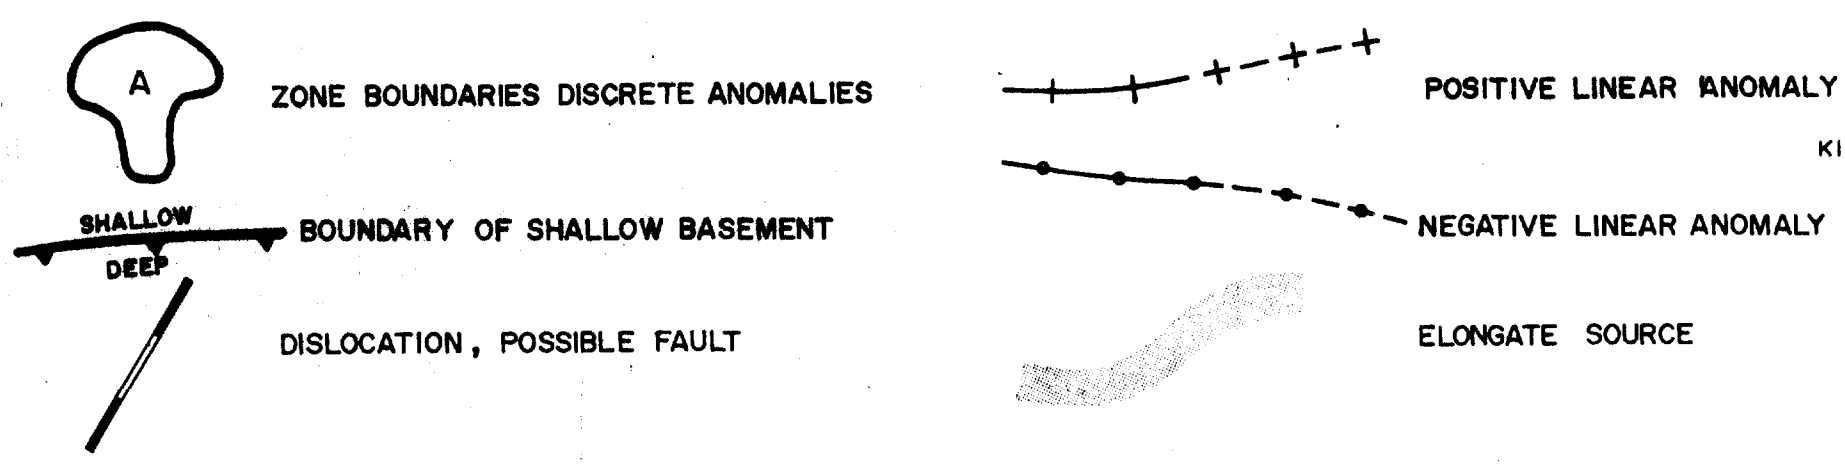 A
ZONE BOUNDARIES DISCRETE ANOMALIES
SHALLOW
BOUNDARY OF SHALLOW BASEMENT
DEEP
DISLOCATION, POSSIBLE FAULT
POSITIVE LINEAR ANOMALY
KI
NEGATIVE LINEAR ANOMALY
ELONGATE SOURCE